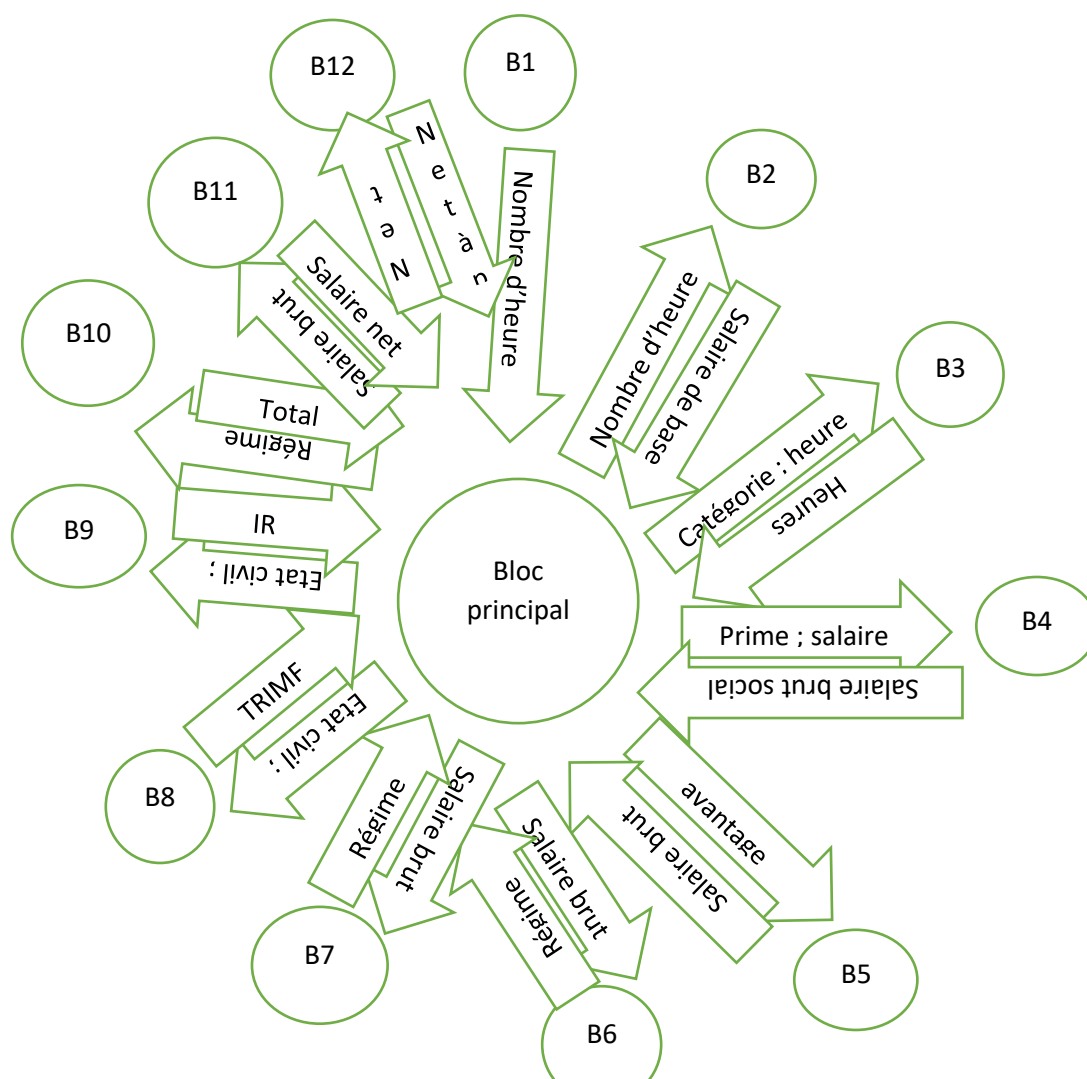 B1
Nombre d'heure
B2
Nombre d'heure
Salaire de base
B3
Catégorie ; heure
Heures
B4
Prime ; salaire
Salaire brut social
B5
avantage
Salaire brut
B6
Salaire brut
Régime
B7
Salaire brut
Régime
B8
Etat civil ;
TRIMF
B9
Etat civil ;
IR
B10
Régime
Total
B11
Salaire brut
Salaire net
B12
Net
Net à
Bloc
principal